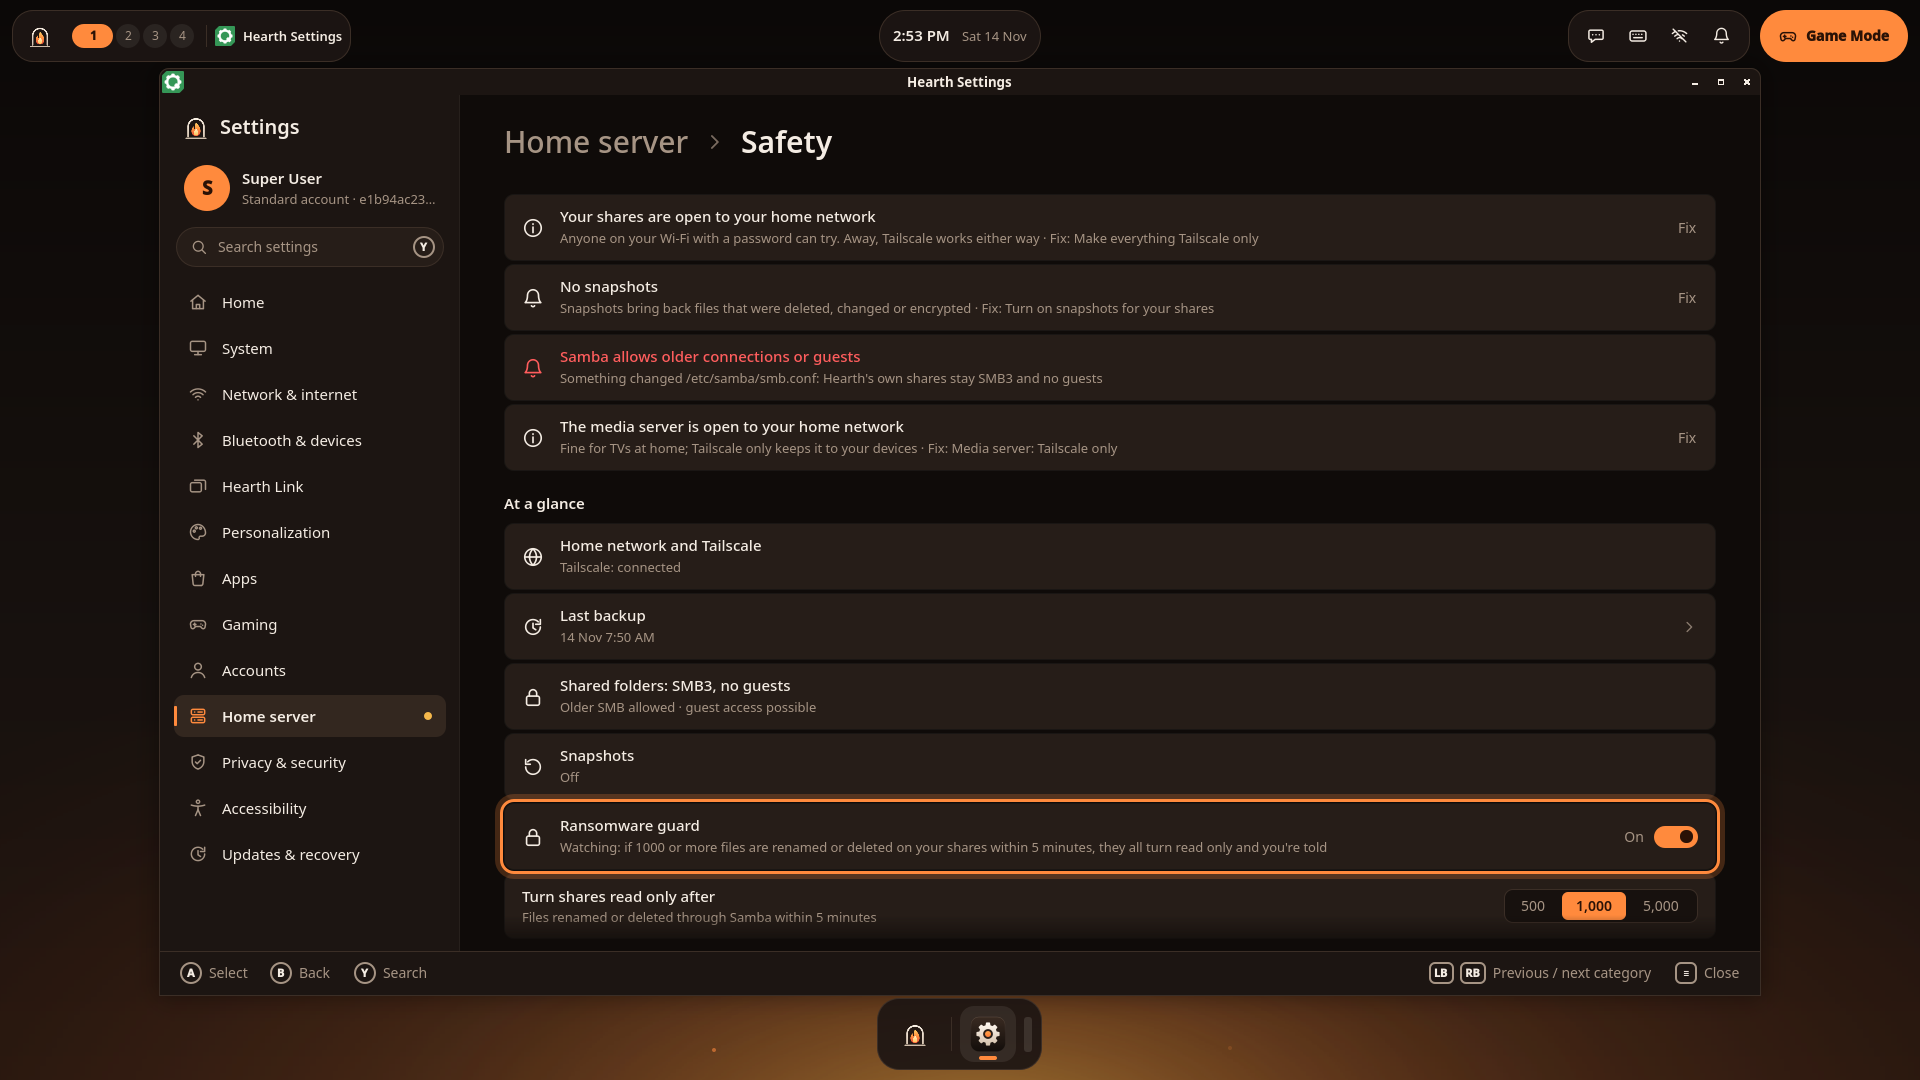 1 2 3 4 Hearth Settings
2:53 PM Sat 14 Nov
Game Mode
Hearth Settings
Settings
S
Super User
Standard account · e1b94ac23...
Search settings Y
Home
System
Network & internet
Bluetooth & devices
Hearth Link
Personalization
Apps
Gaming
Accounts
Home server
Privacy & security
Accessibility
Updates & recovery
Home server > Safety
Your shares are open to your home network
Anyone on your Wi-Fi with a password can try. Away, Tailscale works either way · Fix: Make everything Tailscale only
Fix
No snapshots
Snapshots bring back files that were deleted, changed or encrypted · Fix: Turn on snapshots for your shares
Fix
Samba allows older connections or guests
Something changed /etc/samba/smb.conf: Hearth's own shares stay SMB3 and no guests
The media server is open to your home network
Fine for TVs at home; Tailscale only keeps it to your devices · Fix: Media server: Tailscale only
Fix
At a glance
Home network and Tailscale
Tailscale: connected
Last backup
14 Nov 7:50 AM
Shared folders: SMB3, no guests
Older SMB allowed · guest access possible
Snapshots
Off
Ransomware guard
Watching: if 1000 or more files are renamed or deleted on your shares within 5 minutes, they all turn read only and you're told
On
Turn shares read only after
Files renamed or deleted through Samba within 5 minutes
500 1,000 5,000
A Select B Back Y Search
LB RB Previous / next category ≡ Close